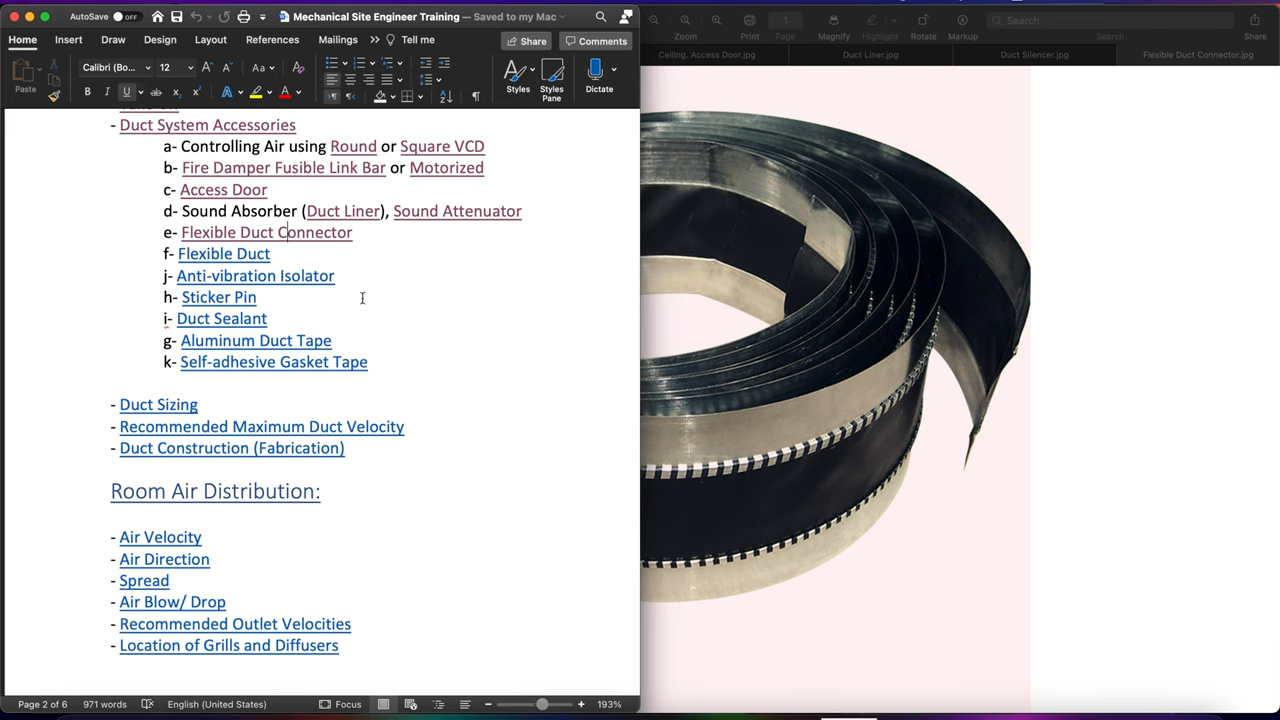 AutoSave OFF
Mechanical Site Engineer Training — Saved to my Mac
Home Insert Draw Design Layout References Mailings Tell me
Share Comments
Paste
Calibri (Bo... 12
Styles
Styles Pane
Dictate
- Duct System Accessories
a- Controlling Air using Round or Square VCD
b- Fire Damper Fusible Link Bar or Motorized
c- Access Door
d- Sound Absorber (Duct Liner), Sound Attenuator
e- Flexible Duct Connector
f- Flexible Duct
j- Anti-vibration Isolator
h- Sticker Pin
i- Duct Sealant
g- Aluminum Duct Tape
k- Self-adhesive Gasket Tape
- Duct Sizing
- Recommended Maximum Duct Velocity
- Duct Construction (Fabrication)
Room Air Distribution:
- Air Velocity
- Air Direction
- Spread
- Air Blow/ Drop
- Recommended Outlet Velocities
- Location of Grills and Diffusers
Page 2 of 6 971 words English (United States) Focus 193%
1
Search
Zoom Print Page Magnify Highlight Rotate Markup Search Share
Ceiling. Access Door.jpg Duct Liner.jpg Duct Silencer.jpg Flexible Duct Connector.jpg